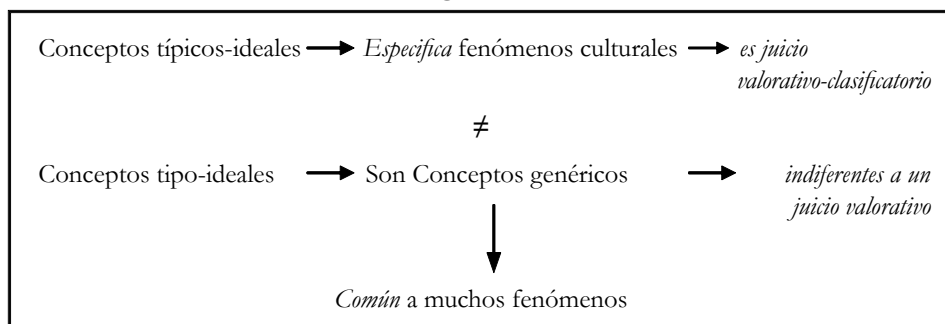 Conceptos típicos-ideales Especifica fenómenos culturales es juicio
valorativo-clasificatorio
≠
Conceptos tipo-ideales Son Conceptos genéricos indiferentes a un
juicio valorativo
Común a muchos fenómenos